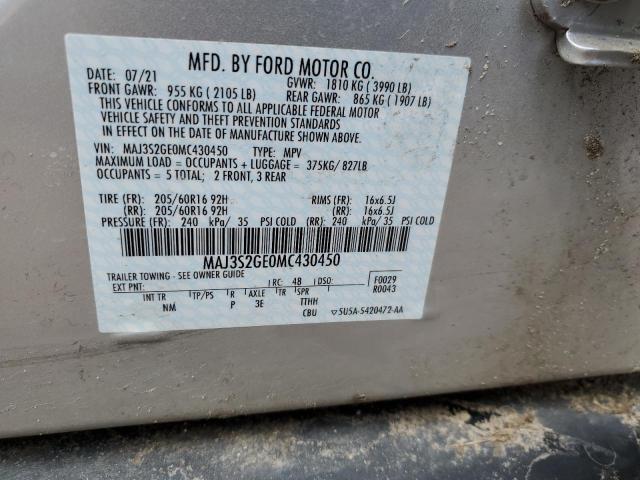 MFD. BY FORD MOTOR CO.
DATE: 07/21 GVWR: 1810 KG ( 3990 LB)
FRONT GAWR: 955 KG ( 2105 LB) REAR GAWR: 865 KG ( 1907 LB)
THIS VEHICLE CONFORMS TO ALL APPLICABLE FEDERAL MOTOR
VEHICLE SAFETY AND THEFT PREVENTION STANDARDS
IN EFFECT ON THE DATE OF MANUFACTURE SHOWN ABOVE.
VIN: MAJ3S2GE0MC430450 TYPE: MPV
MAXIMUM LOAD = OCCUPANTS + LUGGAGE = 375KG/ 827LB
OCCUPANTS = 5 TOTAL; 2 FRONT, 3 REAR
TIRE (FR): 205/60R16 92H RIMS (FR): 16x6.5J
(RR): 205/60R16 92H (RR): 16x6.5J
PRESSURE (FR): 240 kPa/ 35 PSI COLD (RR): 240 kPa/ 35 PSI COLD
MAJ3S2GE0MC430450
TRAILER TOWING - SEE OWNER GUIDE
EXT PNT: RC: 48 DSO: F0029
R0043
INT TR TP/PS R AXLE TR SPR
NM P 3E TTHH
CBU ▽5U5A-5420472-AA